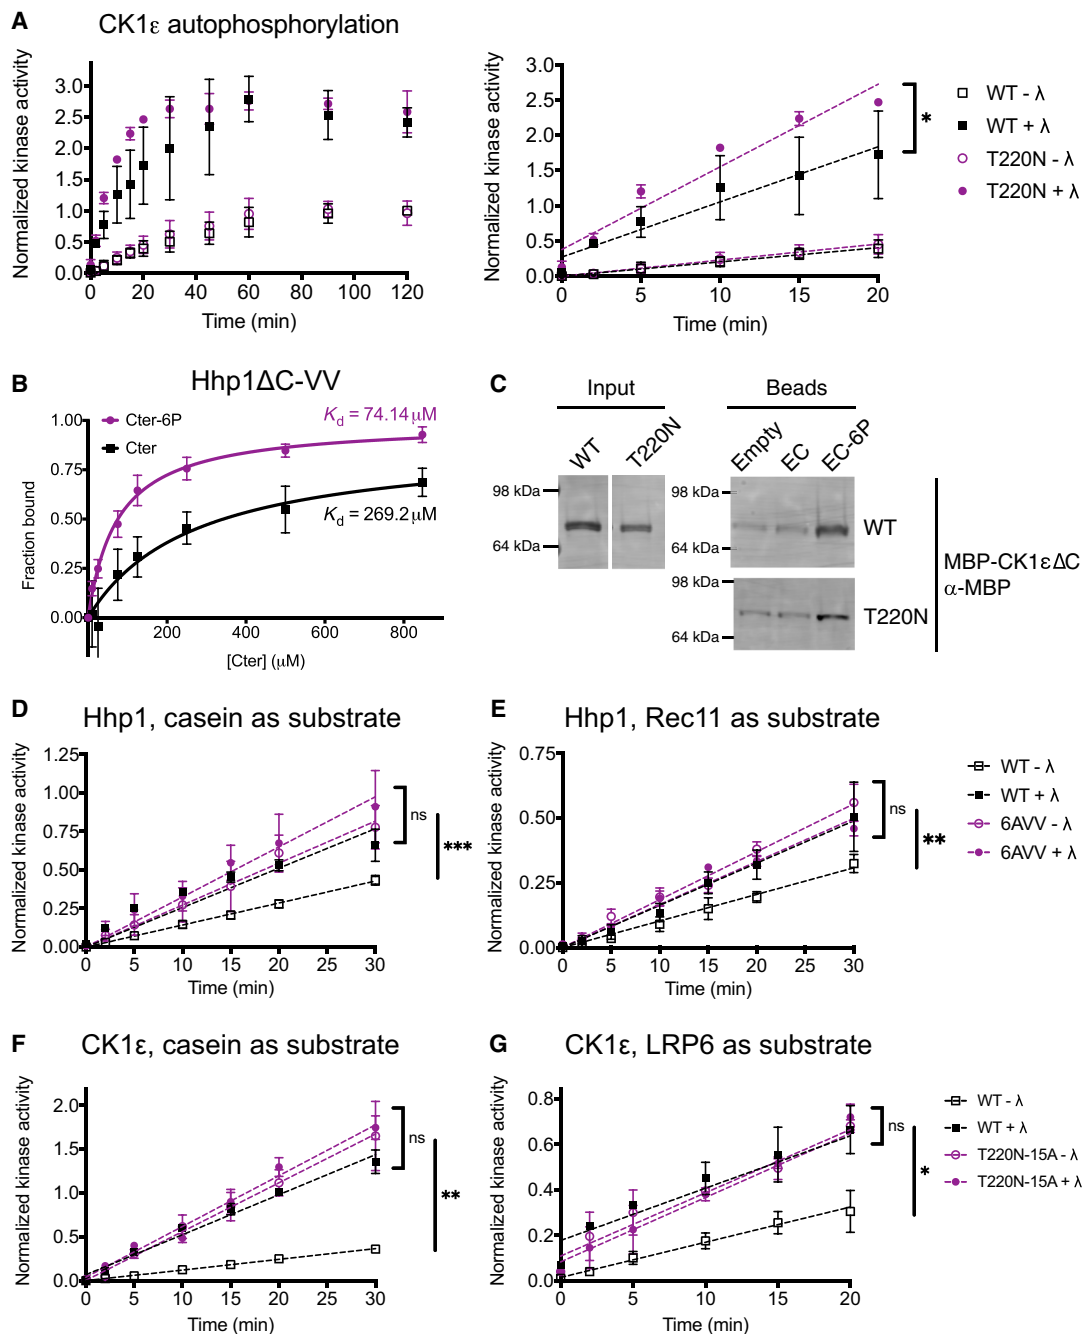 A
CK1ε autophosphorylation
Normalized kinase activity
3.0
2.5
2.0
1.5
1.0
0.5
0.0
0 20 40 60 80 100 120
Time (min)
Normalized kinase activity
3.0
2.5
2.0
1.5
1.0
0.5
0.0
0 5 10 15 20
Time (min)
*
WT - λ
WT + λ
T220N - λ
T220N + λ
B
Hhp1ΔC-VV
Fraction bound
1.00
0.75
0.50
0.25
0.00
Cter-6P
Cter
Kd = 74.14 μM
Kd = 269.2 μM
200 400 600 800
[Cter] (μM)
C
Input
Beads
WT
T220N
Empty
EC
EC-6P
98 kDa
64 kDa
98 kDa
64 kDa
WT
98 kDa
64 kDa
T220N
MBP-CK1εΔC
α-MBP
D
Hhp1, casein as substrate
Normalized kinase activity
1.25
1.00
0.75
0.50
0.25
0.00
0 5 10 15 20 25 30
Time (min)
ns
***
E
Hhp1, Rec11 as substrate
Normalized kinase activity
0.75
0.50
0.25
0.00
0 5 10 15 20 25 30
Time (min)
ns
**
WT - λ
WT + λ
6AVV - λ
6AVV + λ
F
CK1ε, casein as substrate
Normalized kinase activity
2.0
1.5
1.0
0.5
0.0
0 5 10 15 20 25 30
Time (min)
ns
**
G
CK1ε, LRP6 as substrate
Normalized kinase activity
0.8
0.6
0.4
0.2
0.0
0 5 10 15 20
Time (min)
ns
*
WT - λ
WT + λ
T220N-15A - λ
T220N-15A + λ